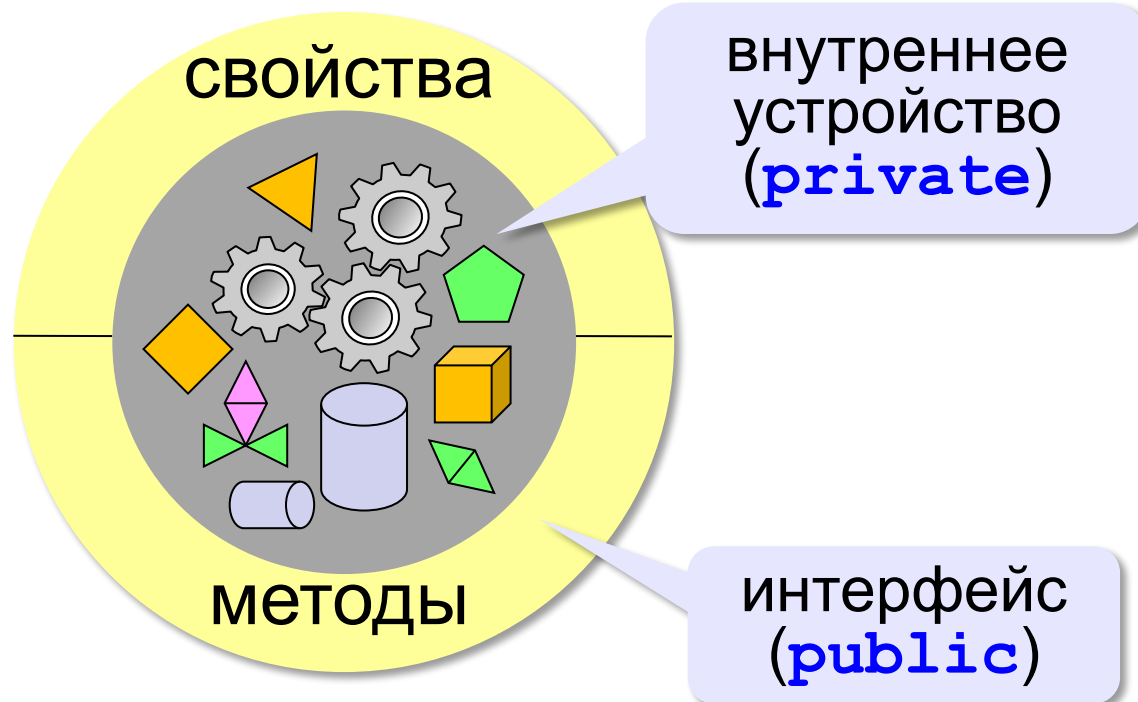 свойства
внутреннее
устройство
(private)
методы
интерфейс
(public)